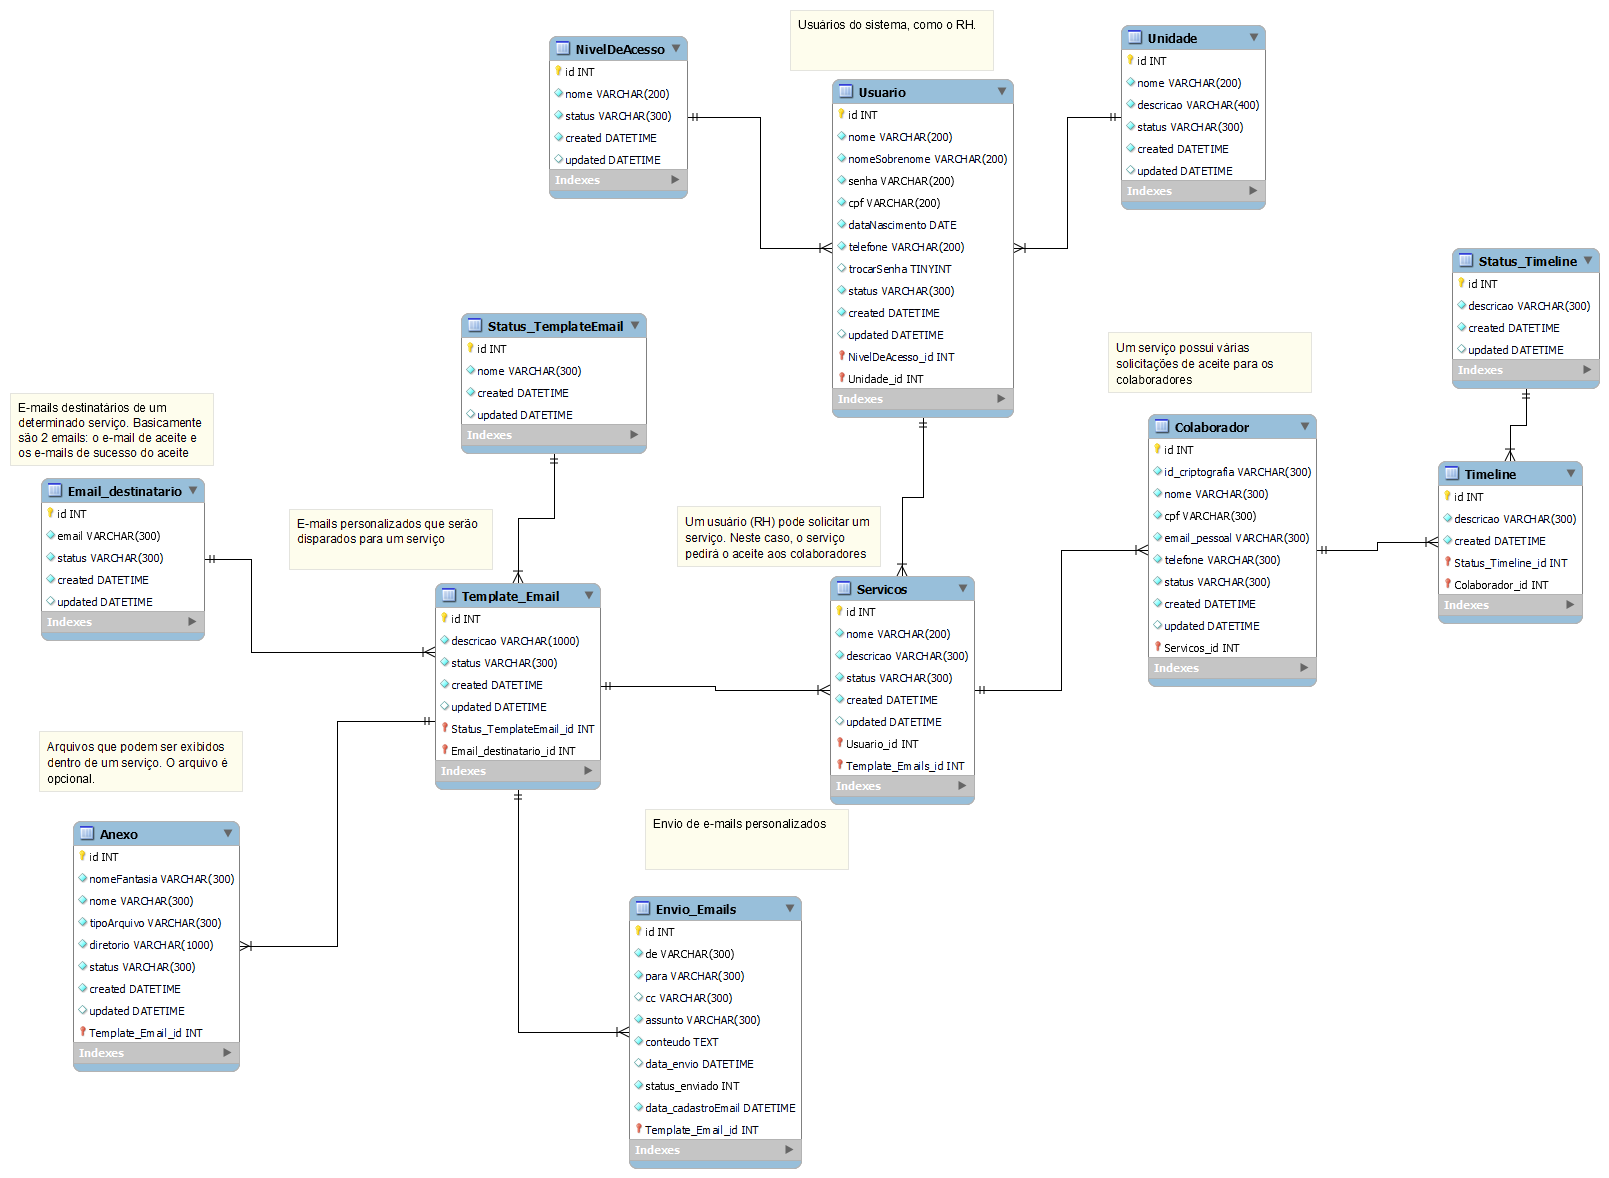 Usuários do sistema, como o RH.
NivelDeAcesso
id INT
nome VARCHAR(200)
status VARCHAR(300)
created DATETIME
updated DATETIME
Indexes
Usuario
id INT
nome VARCHAR(200)
nomeSobrenome VARCHAR(200)
senha VARCHAR(200)
cpf VARCHAR(200)
dataNascimento DATE
telefone VARCHAR(200)
trocarSenha TINYINT
status VARCHAR(300)
created DATETIME
updated DATETIME
NivelDeAcesso_id INT
Unidade_id INT
Indexes
Unidade
id INT
nome VARCHAR(200)
descricao VARCHAR(400)
status VARCHAR(300)
created DATETIME
updated DATETIME
Indexes
Status_Timeline
id INT
descricao VARCHAR(300)
created DATETIME
updated DATETIME
Indexes
Status_TemplateEmail
id INT
nome VARCHAR(300)
created DATETIME
updated DATETIME
Indexes
Um serviço possui várias
solicitações de aceite para os
colaboradores
E-mails destinatários de um
determinado serviço. Basicamente
são 2 emails: o e-mail de aceite e
os e-mails de sucesso do aceite
Email_destinatario
id INT
email VARCHAR(300)
status VARCHAR(300)
created DATETIME
updated DATETIME
Indexes
E-mails personalizados que serão
disparados para um serviço
Um usuário (RH) pode solicitar um
serviço. Neste caso, o serviço
pedirá o aceite aos colaboradores
Colaborador
id INT
id_criptografia VARCHAR(300)
nome VARCHAR(300)
cpf VARCHAR(300)
email_pessoal VARCHAR(300)
telefone VARCHAR(300)
status VARCHAR(300)
created DATETIME
updated DATETIME
Servicos_id INT
Indexes
Timeline
id INT
descricao VARCHAR(300)
created DATETIME
Status_Timeline_id INT
Colaborador_id INT
Indexes
Template_Email
id INT
descricao VARCHAR(1000)
status VARCHAR(300)
created DATETIME
updated DATETIME
Status_TemplateEmail_id INT
Email_destinatario_id INT
Indexes
Servicos
id INT
nome VARCHAR(200)
descricao VARCHAR(300)
status VARCHAR(300)
created DATETIME
updated DATETIME
Usuario_id INT
Template_Emails_id INT
Indexes
Arquivos que podem ser exibidos
dentro de um serviço. O arquivo é
opcional.
Anexo
id INT
nomeFantasia VARCHAR(300)
nome VARCHAR(300)
tipoArquivo VARCHAR(300)
diretorio VARCHAR(1000)
status VARCHAR(300)
created DATETIME
updated DATETIME
Template_Email_id INT
Indexes
Envio de e-mails personalizados
Envio_Emails
id INT
de VARCHAR(300)
para VARCHAR(300)
cc VARCHAR(300)
assunto VARCHAR(300)
conteudo TEXT
data_envio DATETIME
status_enviado INT
data_cadastroEmail DATETIME
Template_Email_id INT
Indexes